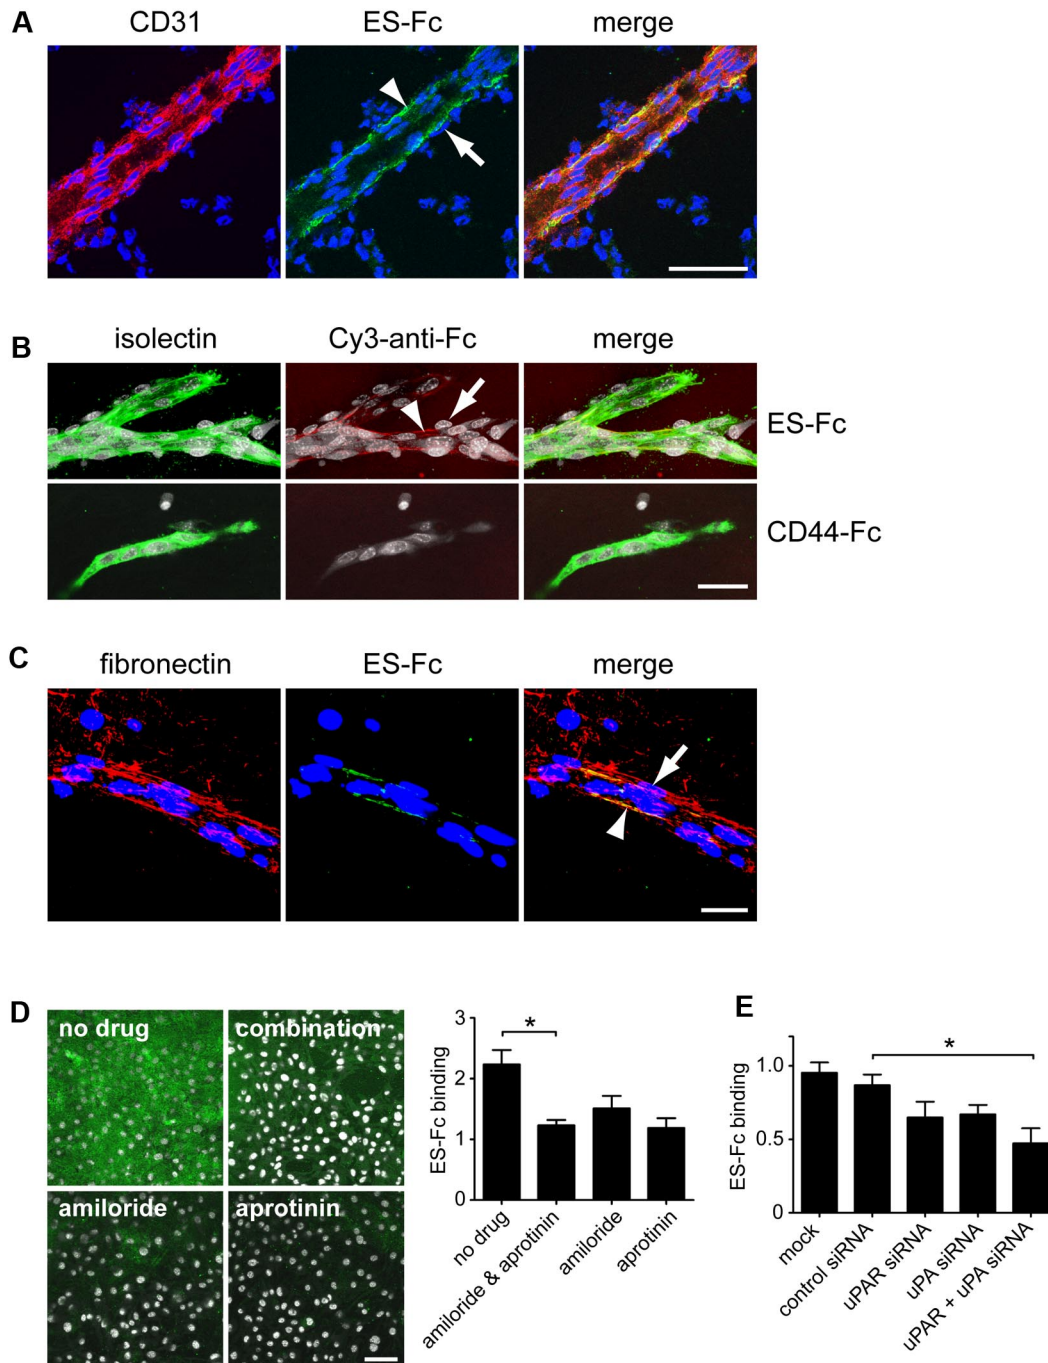 A
CD31 ES-Fc merge
B
isolectin Cy3-anti-Fc merge
ES-Fc
CD44-Fc
C
fibronectin ES-Fc merge
D
no drug combination
amiloride aprotinin
ES-Fc binding
3
2
1
0
*
no drug
amiloride & aprotinin
amiloride
aprotinin
E
ES-Fc binding
1.0
0.5
0
*
mock
control siRNA
uPAR siRNA
uPA siRNA
uPAR + uPA siRNA